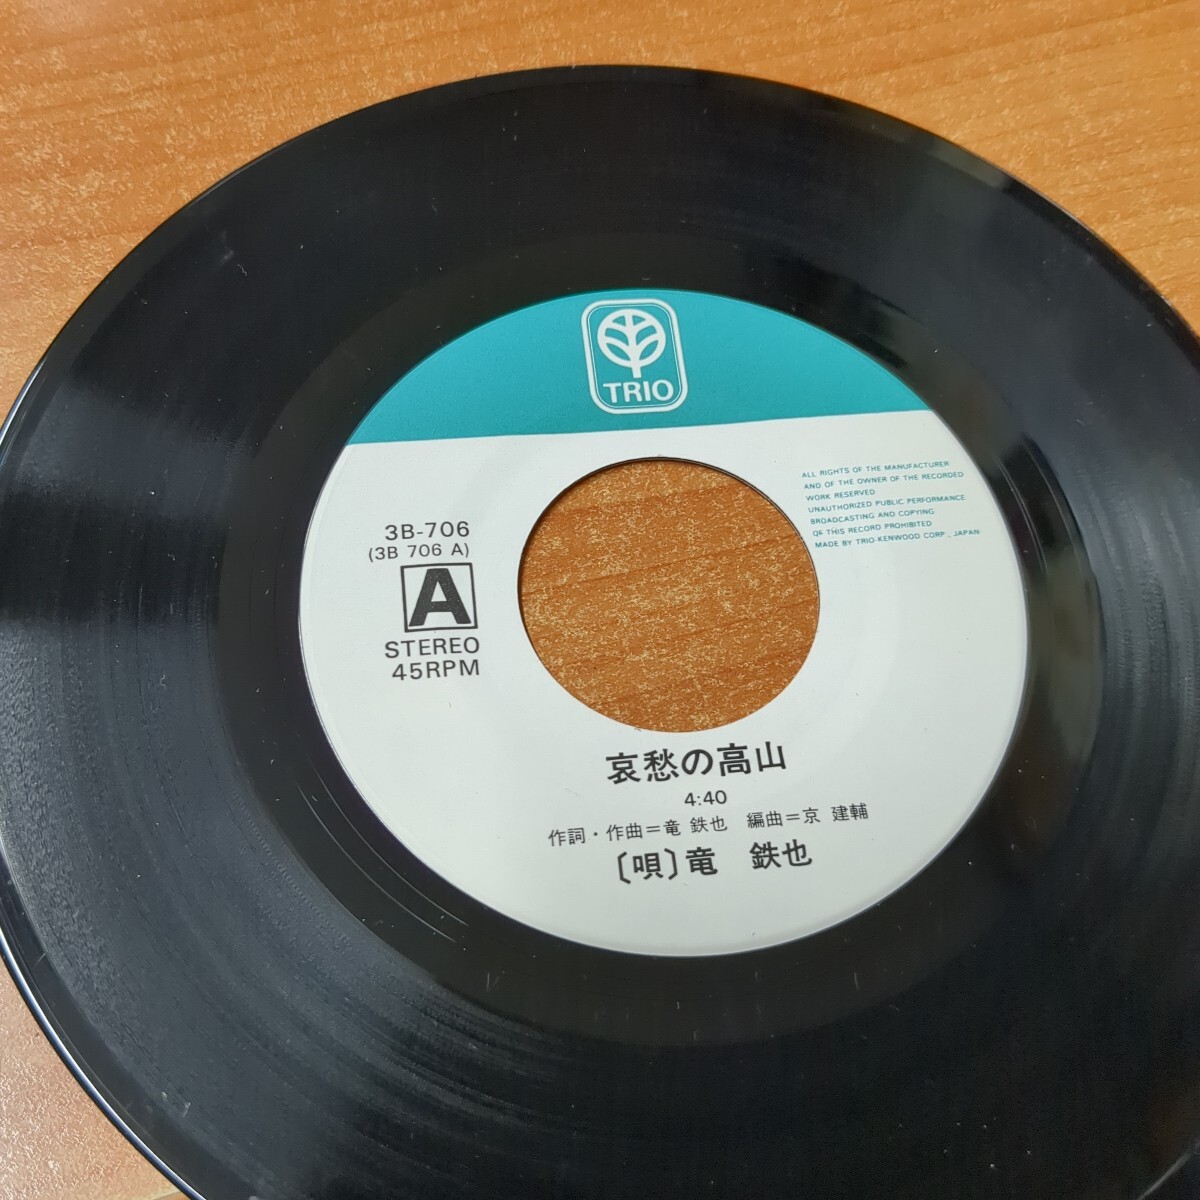 TRIO
ALL RIGHTS OF THE MANUFACTURER
AND OF THE OWNER OF THE RECORDED
WORK RESERVED
UNAUTHORIZED PUBLIC PERFORMANCE
BROADCASTING AND COPYING
OF THIS RECORD PROHIBITED
MADE BY TRIO-KENWOOD CORP., JAPAN
3B-706
(3B 706 A)
A
STEREO
45RPM
哀愁の高山
4:40
作詞・作曲=竜 鉄也 編曲=京 建輔
〔唄〕竜 鉄也